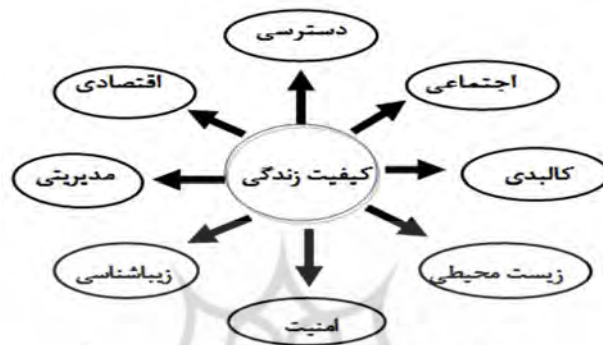 دسترسی
اجتماعی
اقتصادی
کالبدی
کیفیت زندگی
مدیریتی
زیست محیطی
زیباشناسی
امنیت